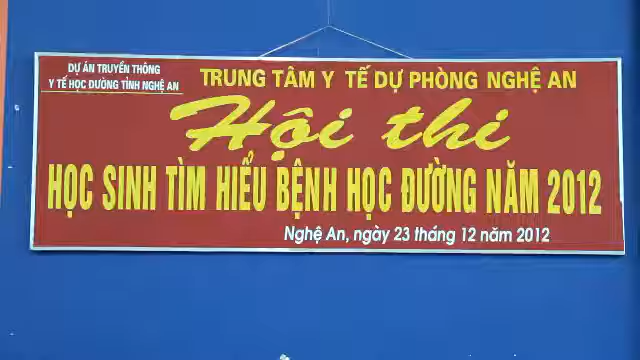 DỰ ÁN TRUYỀN THÔNG
Y TẾ HỌC ĐƯỜNG TỈNH NGHỆ AN
TRUNG TÂM Y TẾ DỰ PHÒNG NGHỆ AN
Hội thi
HỌC SINH TÌM HIỂU BỆNH HỌC ĐƯỜNG NĂM 2012
Nghệ An, ngày 23 tháng 12 năm 2012